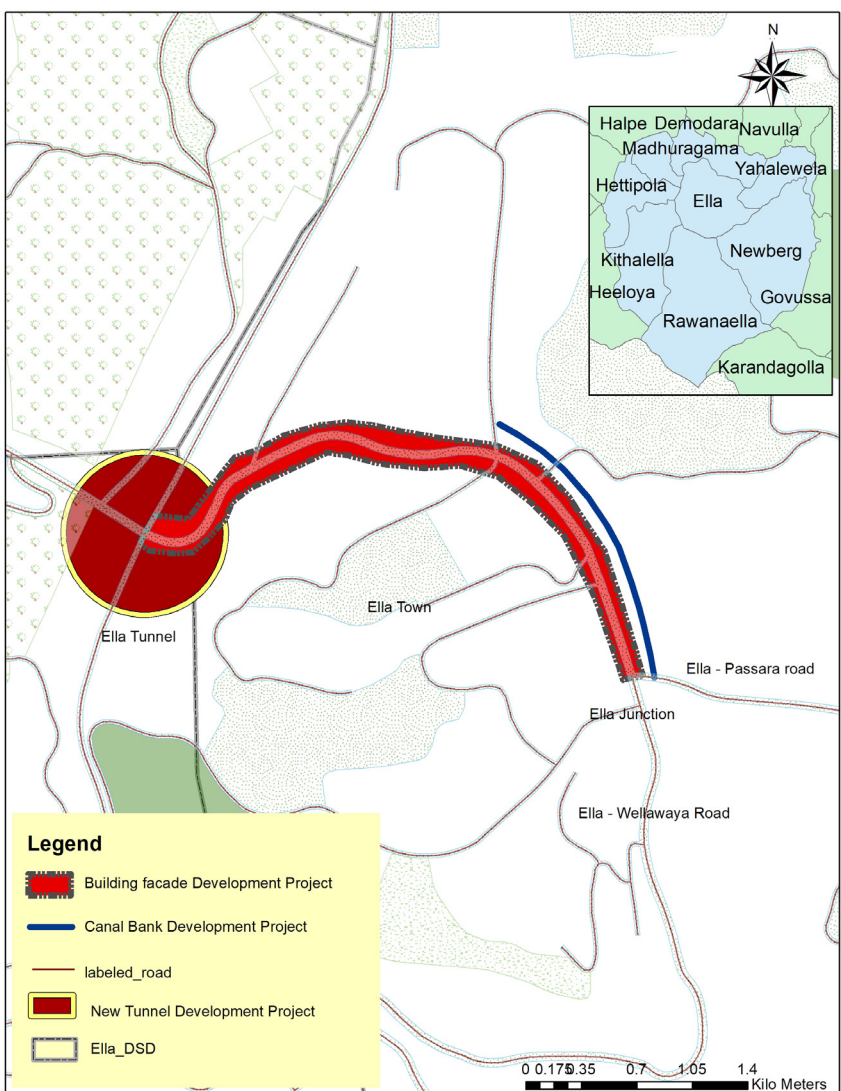 N
Halpe Demodara Navulla
Madhuragama
Yahalewela
Hettipola
Ella
Newberg
Kithalella
Heeloya
Govussa
Rawanaella
Karandagolla
Ella Town
Ella Tunnel
Ella - Passara road
Ella Junction
Ella - Wellawaya Road
Legend
Building facade Development Project
Canal Bank Development Project
labeled_road
New Tunnel Development Project
Ella_DSD
0 0.175 0.35 0.7 1.05 1.4
Kilo Meters